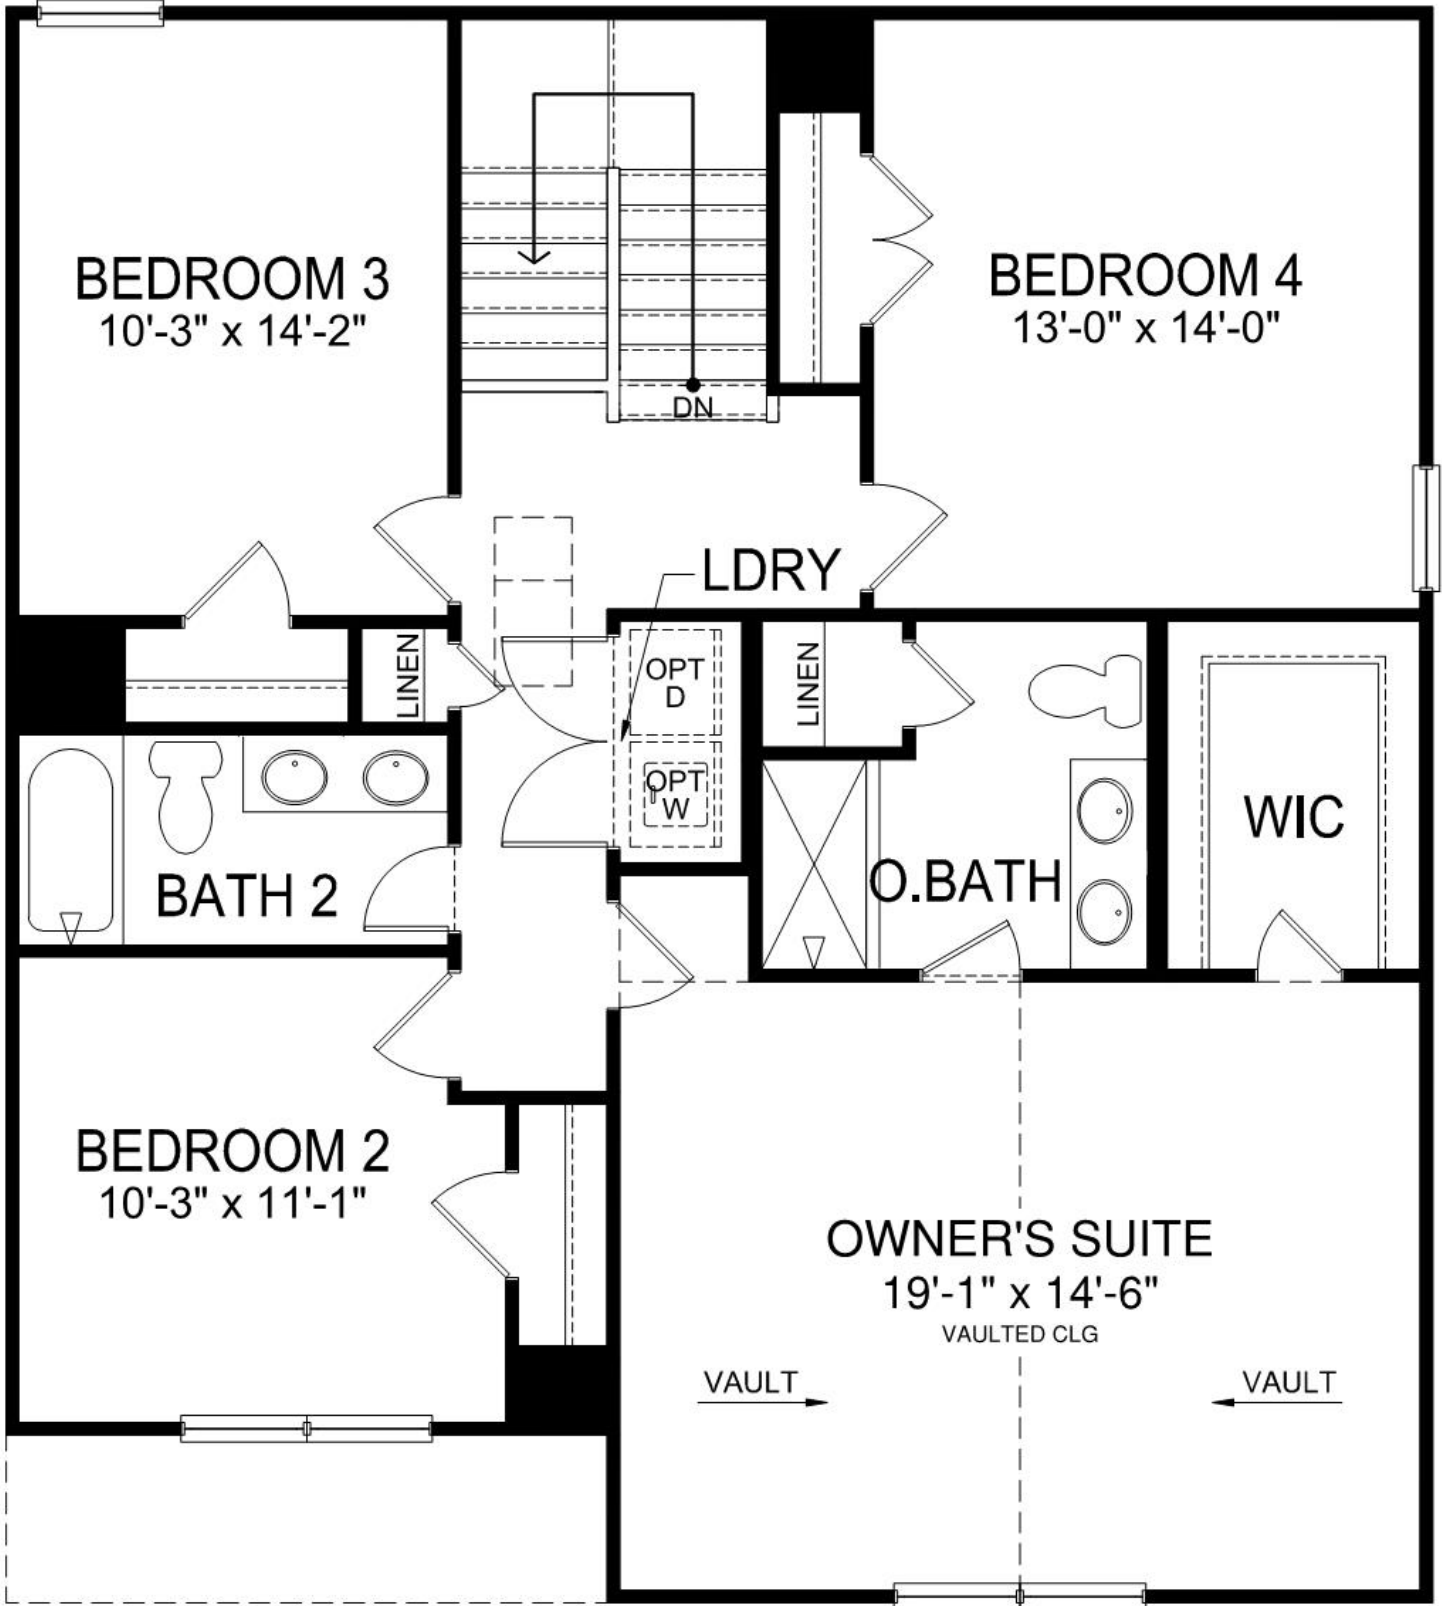 BEDROOM 3
10'-3" x 14'-2"
DN
BEDROOM 4
13'-0" x 14'-0"
LDRY
LINEN
OPT
D
OPT
W
LINEN
WIC
O.BATH
BATH 2
BEDROOM 2
10'-3" x 11'-1"
OWNER'S SUITE
19'-1" x 14'-6"
VAULTED CLG
VAULT
VAULT